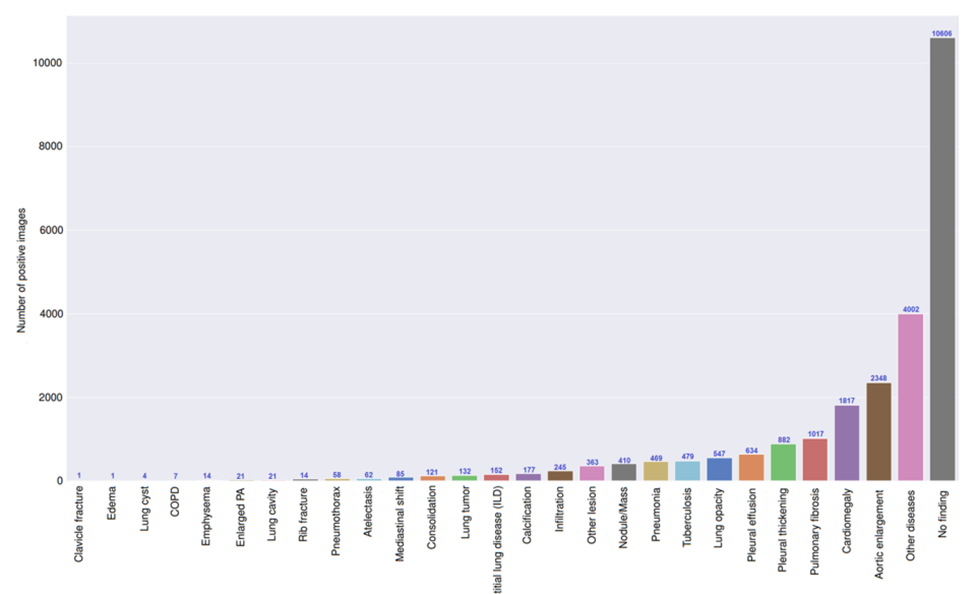 Number of positive images
10000
8000
6000
4000
2000
0
1
1
4
7
14
21
21
14
58
62
85
121
132
152
177
245
363
410
469
479
547
634
882
1017
1817
2348
4002
10606
Clavicle fracture
Edema
Lung cyst
COPD
Emphysema
Enlarged PA
Lung cavity
Rib fracture
Pneumothorax
Atelectasis
Mediastinal shift
Consolidation
Lung tumor
titial lung disease (ILD)
Calcification
Infiltration
Other lesion
Nodule/Mass
Pneumonia
Tuberculosis
Lung opacity
Pleural effusion
Pleural thickening
Pulmonary fibrosis
Cardiomegaly
Aortic enlargement
Other diseases
No finding